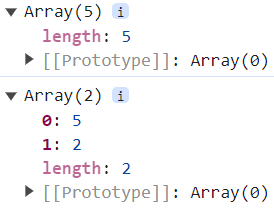 ▼ Array(5) i
length: 5
▶ [[Prototype]]: Array(0)
▼ Array(2) i
0: 5
1: 2
length: 2
▶ [[Prototype]]: Array(0)